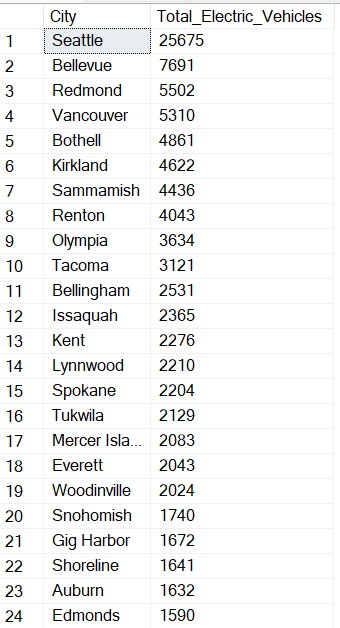 City Total_Electric_Vehicles
1 Seattle 25675
2 Bellevue 7691
3 Redmond 5502
4 Vancouver 5310
5 Bothell 4861
6 Kirkland 4622
7 Sammamish 4436
8 Renton 4043
9 Olympia 3634
10 Tacoma 3121
11 Bellingham 2531
12 Issaquah 2365
13 Kent 2276
14 Lynnwood 2210
15 Spokane 2204
16 Tukwila 2129
17 Mercer Isla... 2083
18 Everett 2043
19 Woodinville 2024
20 Snohomish 1740
21 Gig Harbor 1672
22 Shoreline 1641
23 Auburn 1632
24 Edmonds 1590